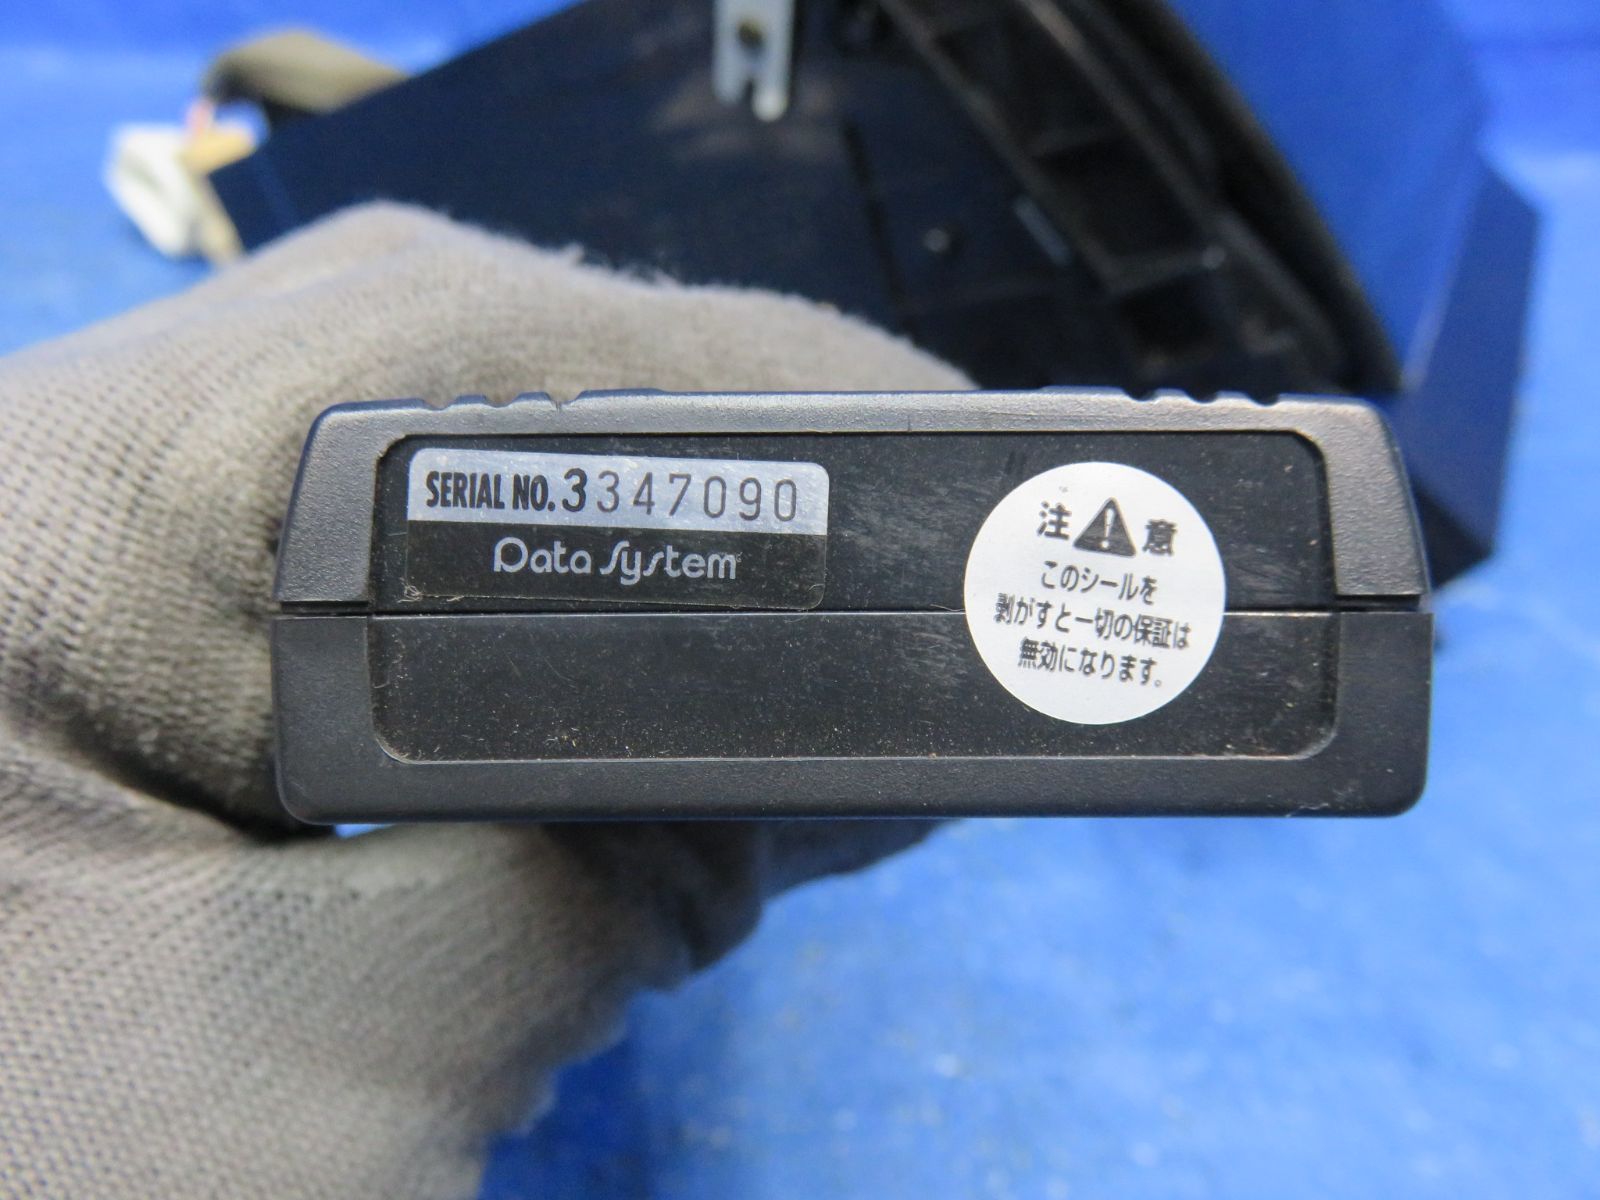 SERIAL NO. 3347090
Data System
注 意
このシールを
剥がすと一切の保証は
無効になります。